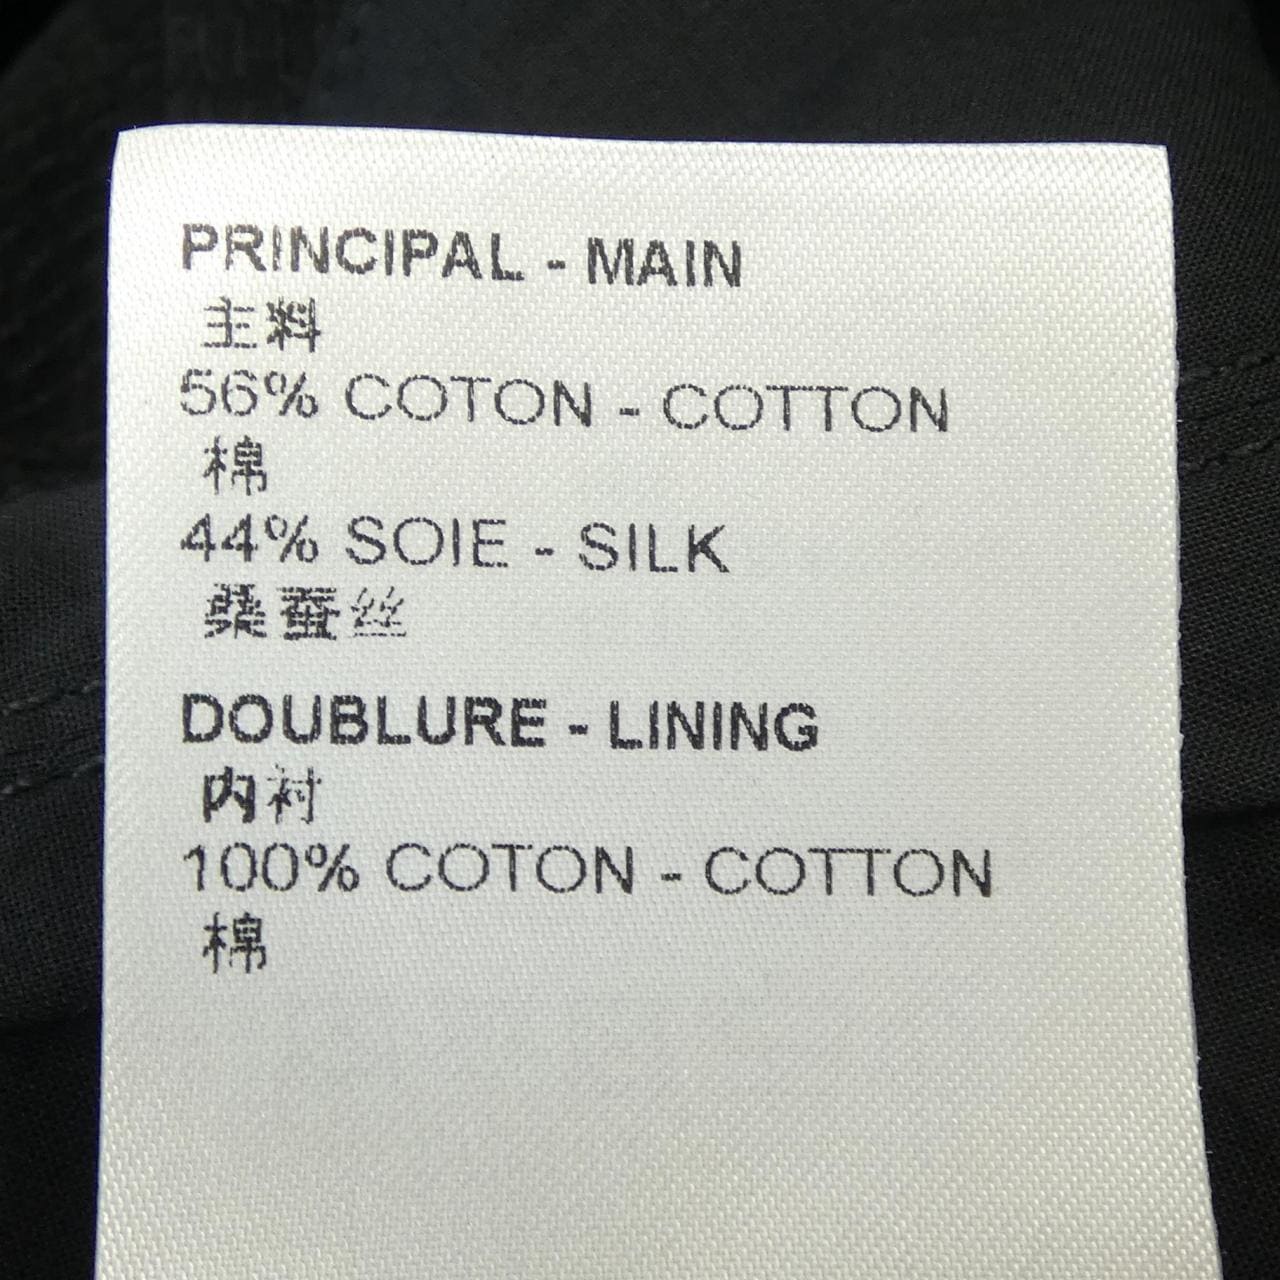 PRINCIPAL - MAIN
主料
56% COTON - COTTON
棉
44% SOIE - SILK
桑蚕丝
DOUBLURE - LINING
内衬
100% COTON - COTTON
棉